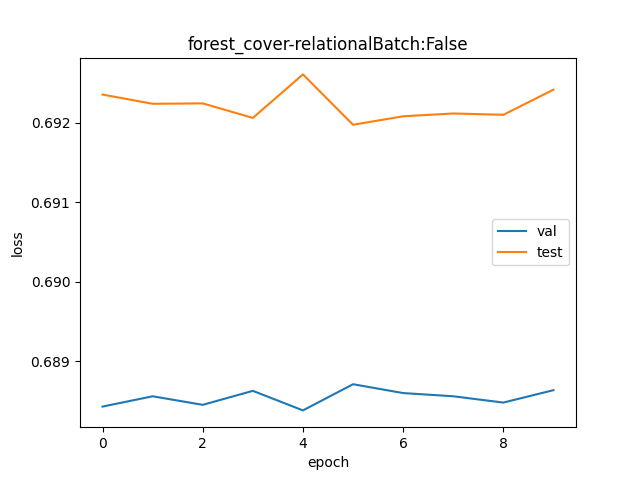 forest_cover-relationalBatch:False
loss
0.692
0.691
0.690
0.689
val
test
0 2 4 6 8
epoch